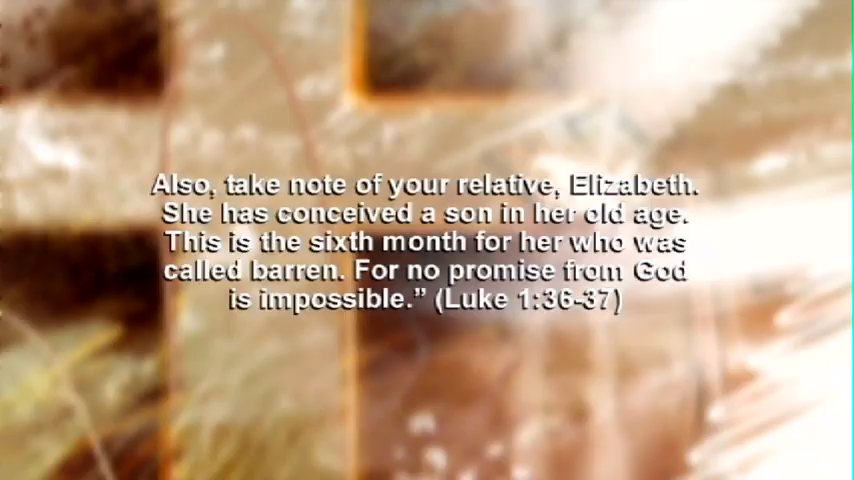 Also, take note of your relative, Elizabeth.
She has conceived a son in her old age.
This is the sixth month for her who was
called barren. For no promise from God
is impossible.” (Luke 1:36-37)